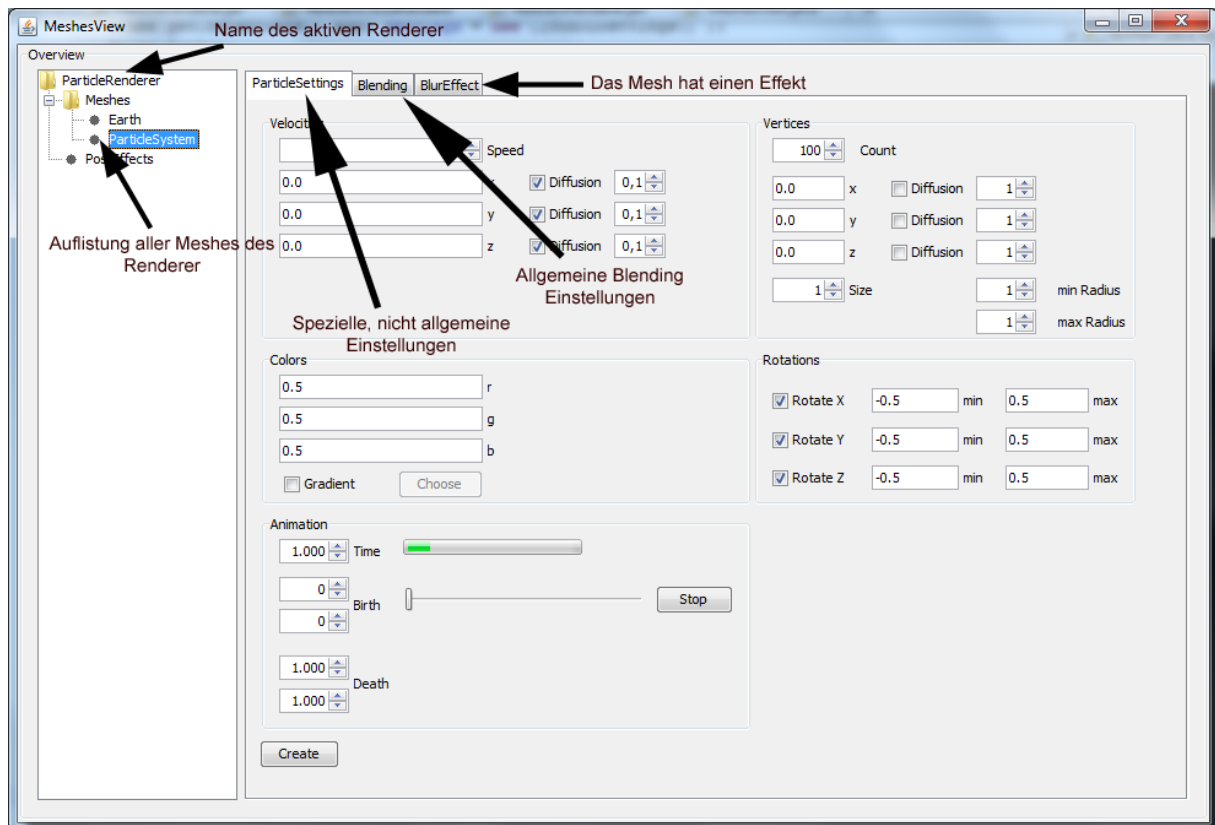 MeshesView
Name des aktiven Renderer
Overview
ParticleRenderer
Meshes
Earth
ParticleSystem
ParticleSettings
Blending
BlurEffect
Das Mesh hat einen Effekt
Speed
0.0
Diffusion
0,1
0.0
y
Diffusion
0,1
0.0
z
Diffusion
0,1
Vertices
100
Count
0.0
x
Diffusion
1
0.0
y
Diffusion
1
0.0
z
Diffusion
1
1
Size
1
min Radius
1
max Radius
Auflistung aller Meshes des
Renderer
Allgemeine Blending
Einstellungen
Spezielle, nicht allgemeine
Einstellungen
Colors
0.5
r
0.5
g
0.5
b
Gradient
Choose
Rotations
Rotate X
-0.5
min
0.5
max
Rotate Y
-0.5
min
0.5
max
Rotate Z
-0.5
min
0.5
max
Animation
1.000
Time
0
Birth
0
Stop
1.000
Death
1.000
Create